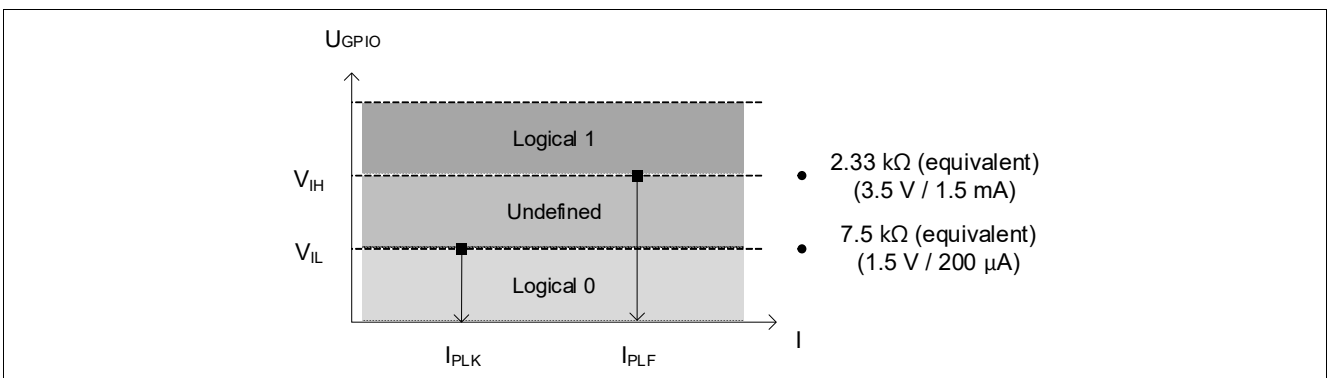 UGPIO
Logical 1
VIH
2.33 kΩ (equivalent)
(3.5 V / 1.5 mA)
Undefined
VIL
7.5 kΩ (equivalent)
(1.5 V / 200 µA)
Logical 0
I
IPLK
IPLF